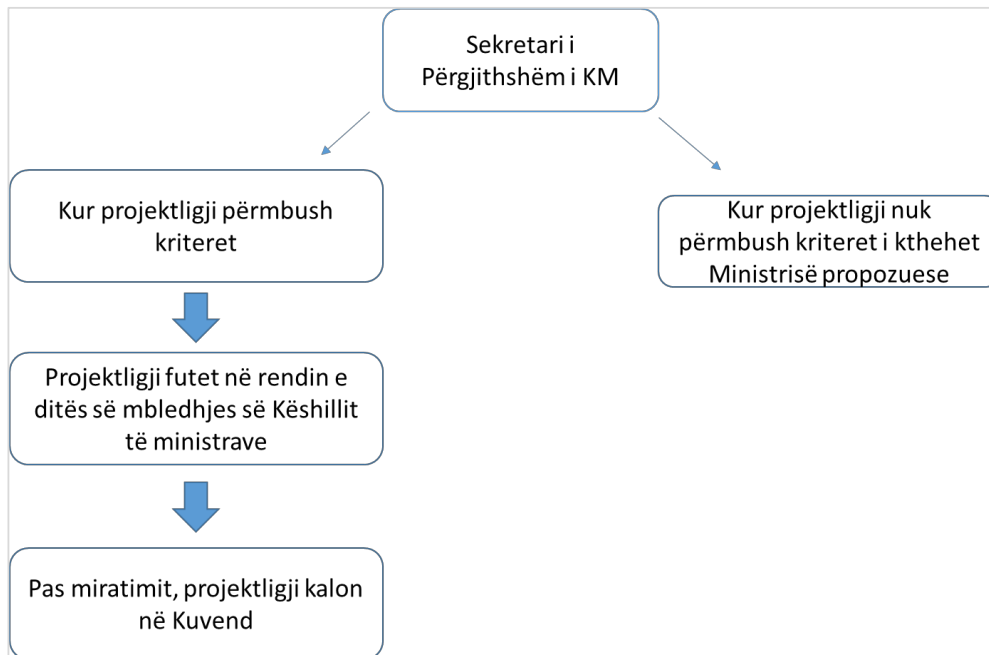 Sekretari i
Përgjithshëm i KM
Kur projektligji përmbush
kriteret
Kur projektligji nuk
përmbush kriteret i kthehet
Ministrisë propozuese
Projektligji futet në rendin e
ditës së mbledhjes së Këshillit
të ministrave
Pas miratimit, projektligji kalon
në Kuvend